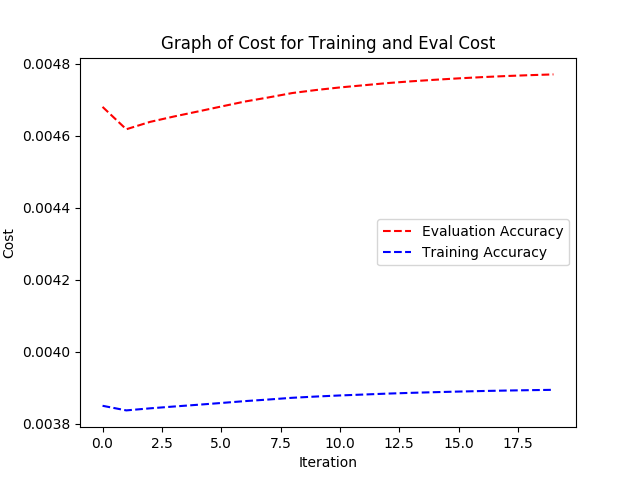 Graph of Cost for Training and Eval Cost
0.0048
0.0046
0.0044
0.0042
0.0040
0.0038
Cost
Evaluation Accuracy
Training Accuracy
0.0 2.5 5.0 7.5 10.0 12.5 15.0 17.5
Iteration